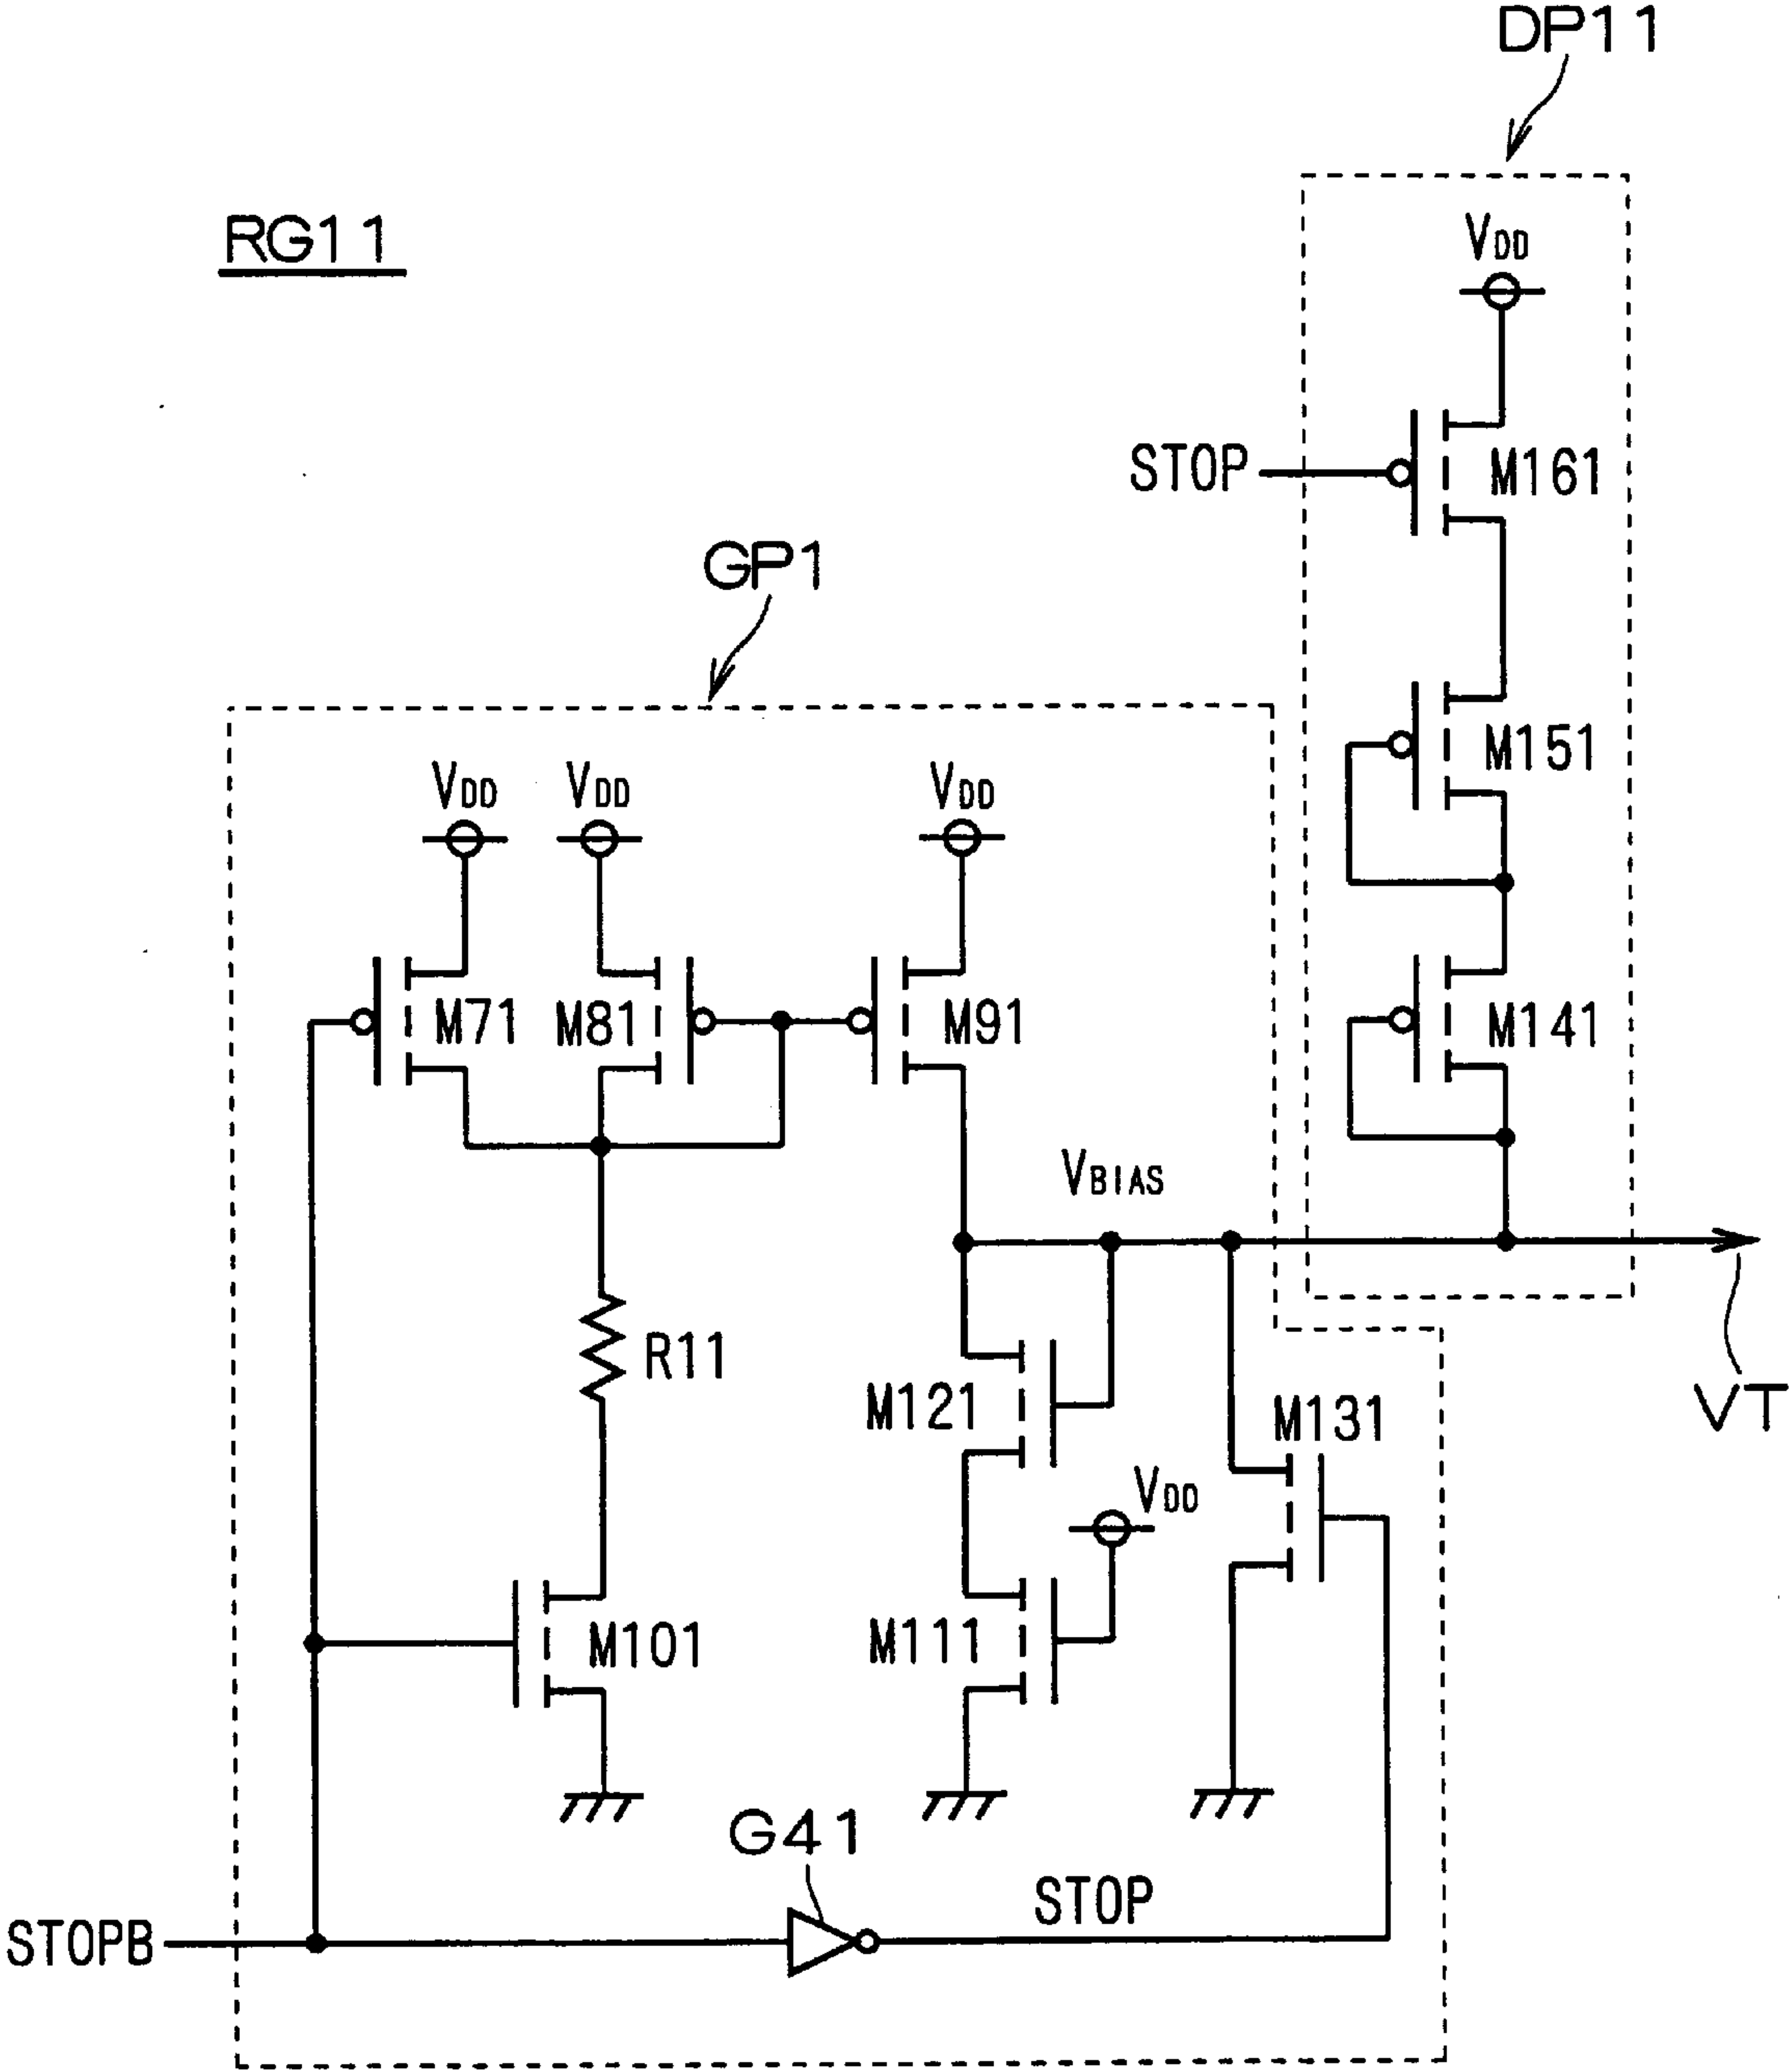 DP11
RG11
VDD
STOP
M161
GP1
M151
VDD
VDD
VDD
M71
M81
M91
M141
VBIAS
R11
M121
M131
VT
VDD
M101
M111
G41
STOP
STOPB